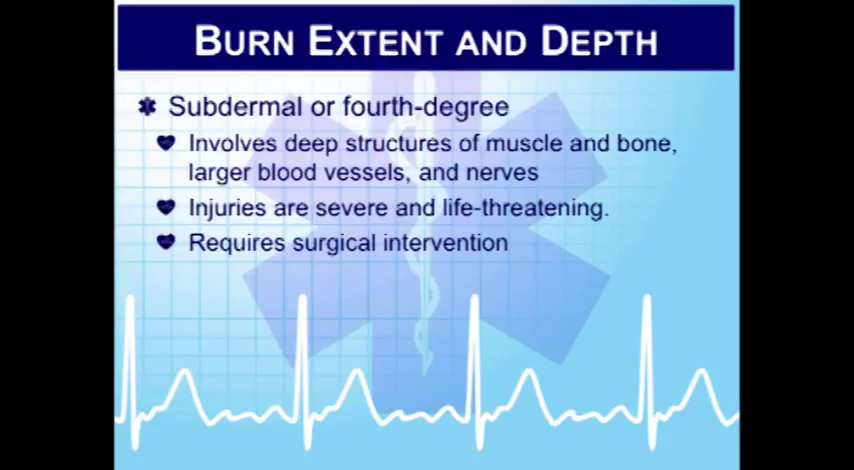 BURN EXTENT AND DEPTH
Subdermal or fourth-degree
Involves deep structures of muscle and bone,
larger blood vessels, and nerves
Injuries are severe and life-threatening.
Requires surgical intervention